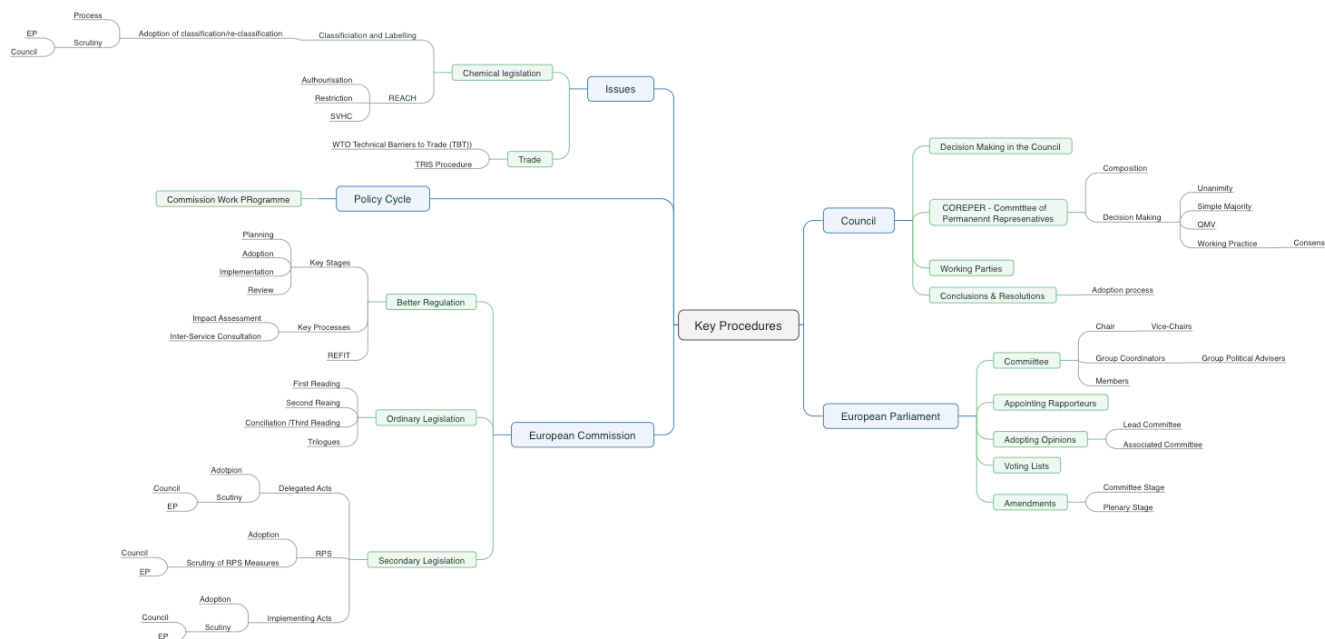 Key Procedures
Issues
Chemical legislation
Classificiation and Labelling
Adoption of classification/re-classification
Process
Scrutiny
EP
Council
REACH
Authourisation
Restriction
SVHC
Trade
WTO Technical Barriers to Trade (TBT))
TRIS Procedure
Policy Cycle
Commission Work PRogramme
European Commission
Better Regulation
Key Stages
Planning
Adoption
Implementation
Review
Key Processes
Impact Assessment
Inter-Service Consultation
REFIT
Ordinary Legislation
First Reading
Second Reaing
Conciliation /Third Reading
Trilogues
Secondary Legislation
Delegated Acts
Adotpion
Scutiny
Council
EP
RPS
Adoption
Scrutiny of RPS Measures
Council
EP
Implementing Acts
Adoption
Scutiny
Council
EP
Council
Decision Making in the Council
COREPER - Commtttee of
Permanennt Represenatives
Composition
Decision Making
Unanimity
Simple Majority
QMV
Working Practice
Consens
Working Parties
Conclusions & Resolutions
Adoption process
European Parliament
Commiittee
Chair
Vice-Chairs
Group Coordinators
Group Political Advisers
Members
Appointing Rapporteurs
Adopting Opinions
Lead Committee
Associated Committee
Voting Lists
Amendments
Committee Stage
Plenary Stage